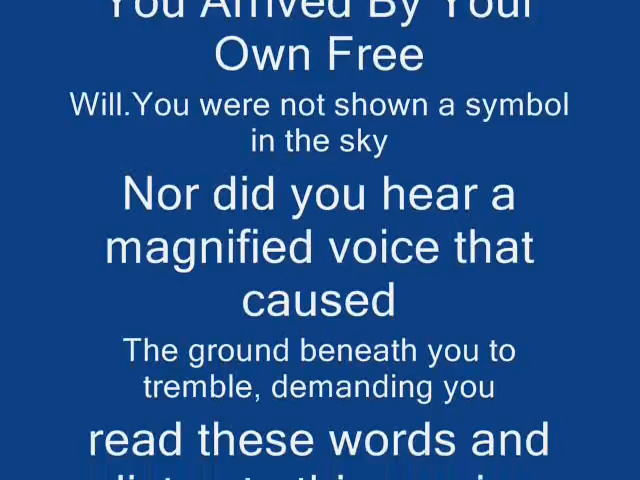 You Arrived By Your
Own Free
Will.You were not shown a symbol
in the sky
Nor did you hear a
magnified voice that
caused
The ground beneath you to
tremble, demanding you
read these words and